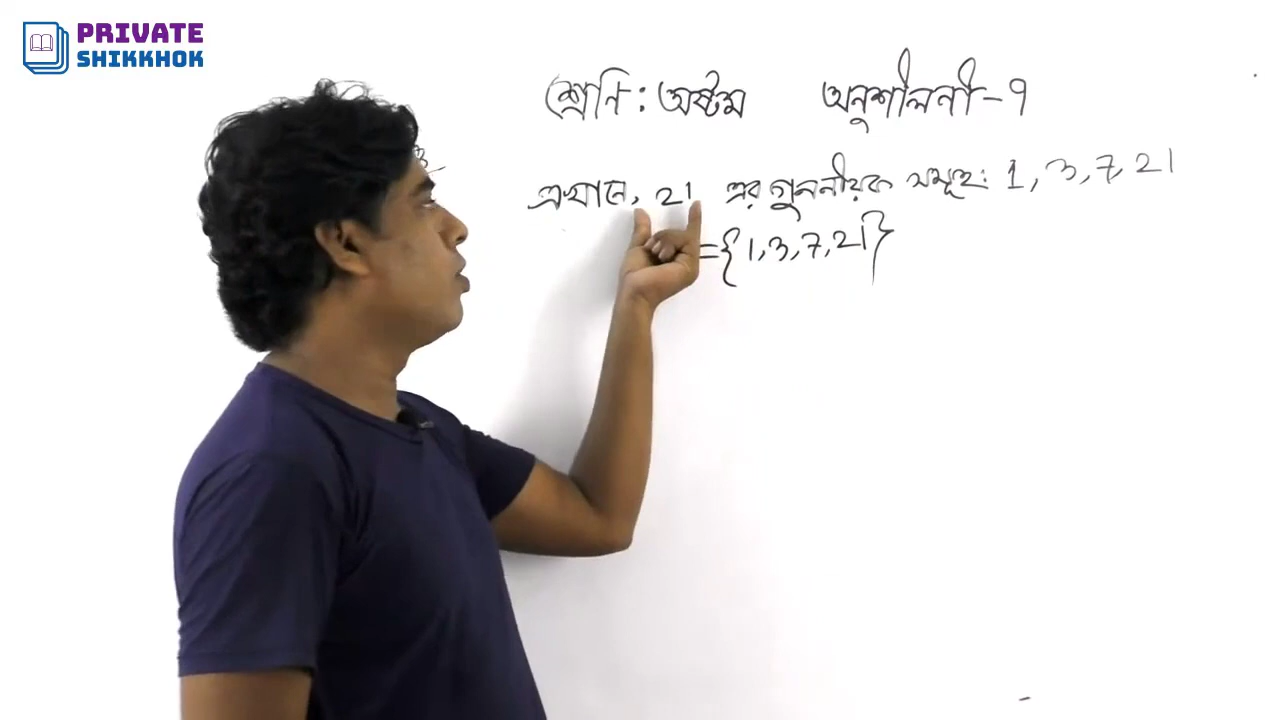 PRIVATE
SHIKKHOK
শ্রেণি : অষ্টম অনুশীলনী-৭
এখানে, 21 এর গুননীয়ক সমূহঃ 1, 3, 7, 21
={1,3,7,21}